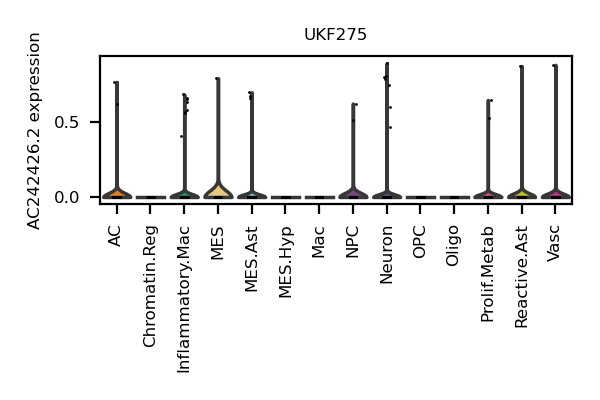 UKF275
AC242426.2 expression
0.5
0.0
AC
Chromatin.Reg
Inflammatory.Mac
MES
MES.Ast
MES.Hyp
Mac
NPC
Neuron
OPC
Oligo
Prolif.Metab
Reactive.Ast
Vasc